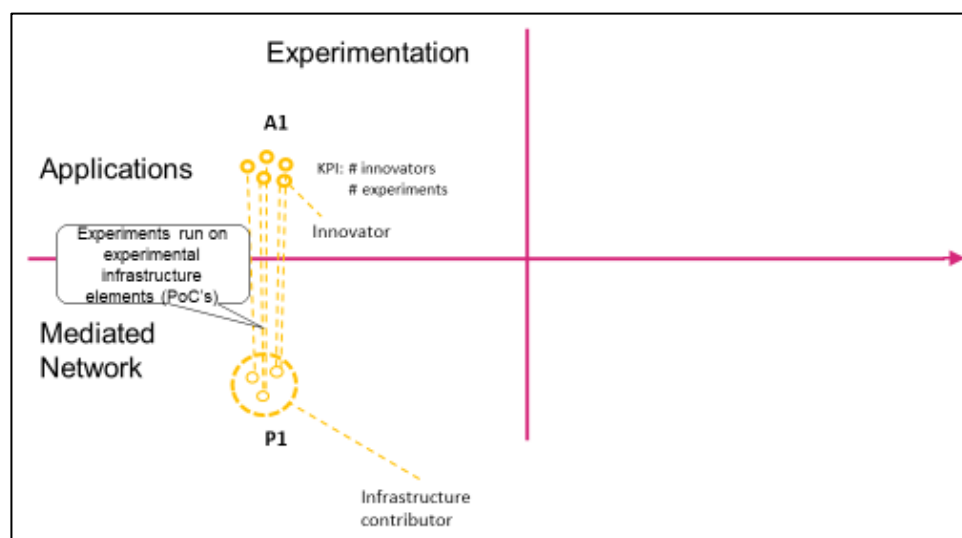 Experimentation
A1
Applications
KPI: # innovators
# experiments
Innovator
Experiments run on
experimental
infrastructure
elements (PoC's)
Mediated
Network
P1
Infrastructure
contributor